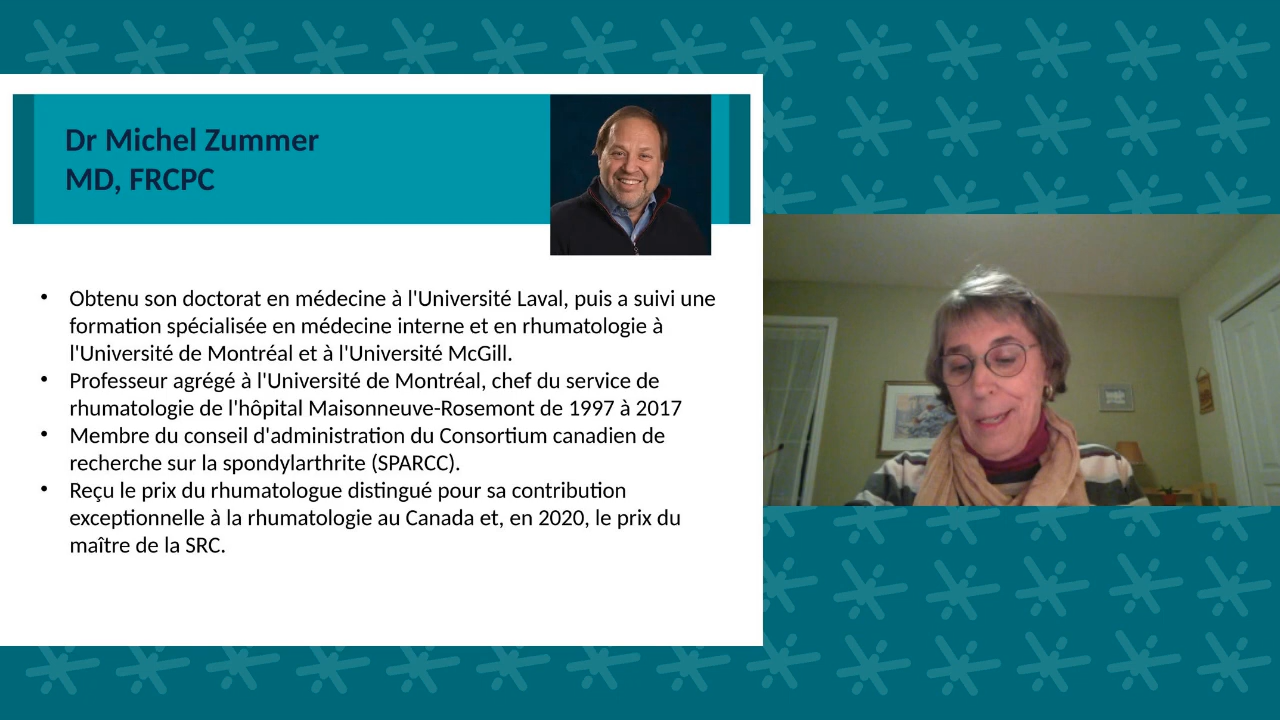 Dr Michel Zummer
MD, FRCPC
• Obtenu son doctorat en médecine à l'Université Laval, puis a suivi une
formation spécialisée en médecine interne et en rhumatologie à
l'Université de Montréal et à l'Université McGill.
• Professeur agrégé à l'Université de Montréal, chef du service de
rhumatologie de l'hôpital Maisonneuve-Rosemont de 1997 à 2017
• Membre du conseil d'administration du Consortium canadien de
recherche sur la spondylarthrite (SPARCC).
• Reçu le prix du rhumatologue distingué pour sa contribution
exceptionnelle à la rhumatologie au Canada et, en 2020, le prix du
maître de la SRC.